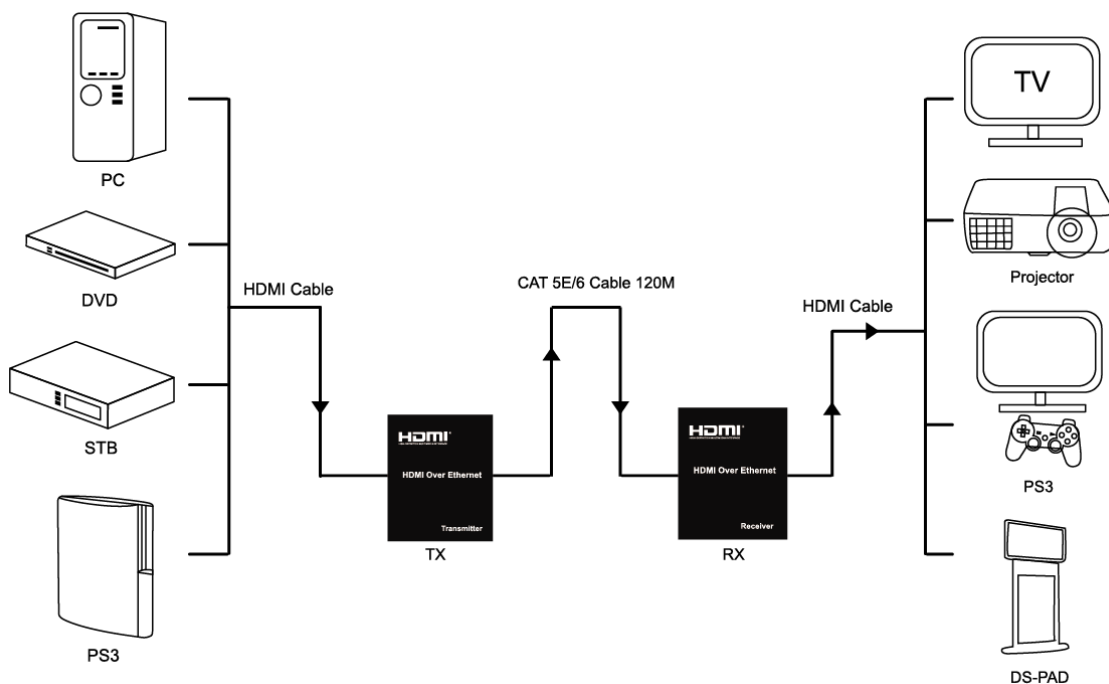 PC
DVD
STB
PS3
HDMI Cable
HDMI
HDMI Over Ethernet
Transmitter
TX
CAT 5E/6 Cable 120M
HDMI
HDMI Over Ethernet
Receiver
RX
HDMI Cable
TV
Projector
PS3
DS-PAD